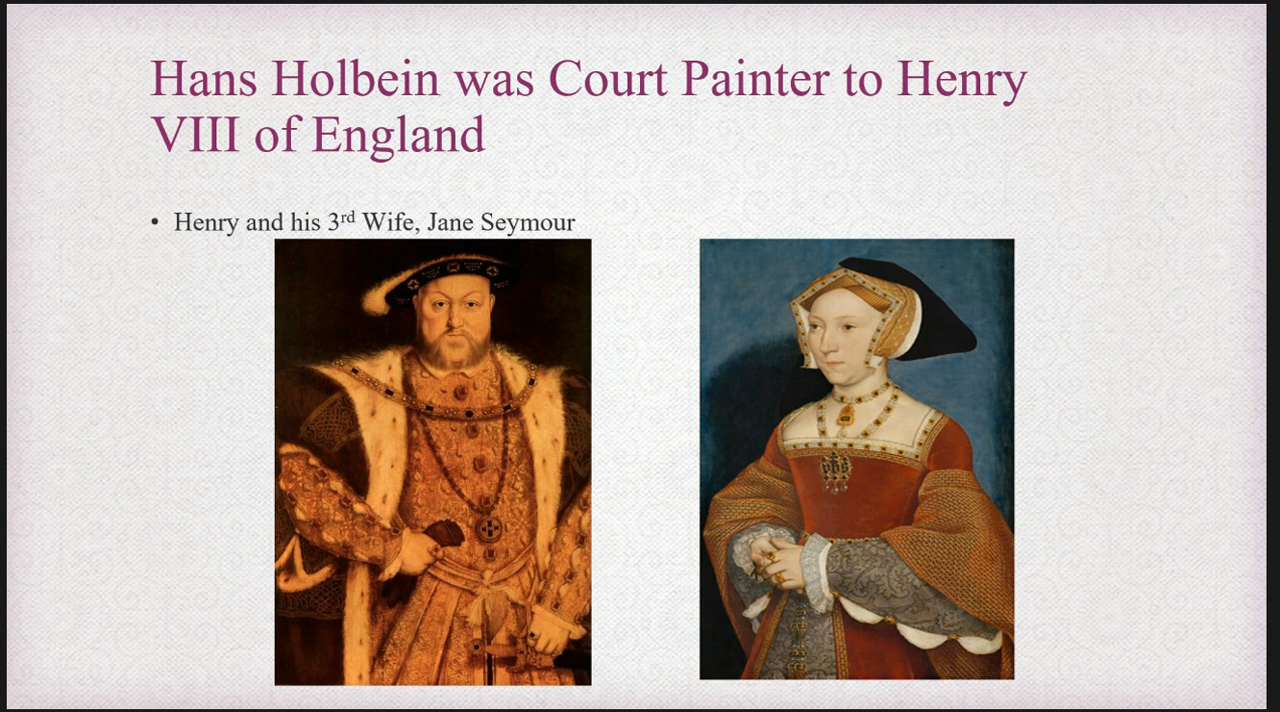 Hans Holbein was Court Painter to Henry
VIII of England
• Henry and his 3rd Wife, Jane Seymour